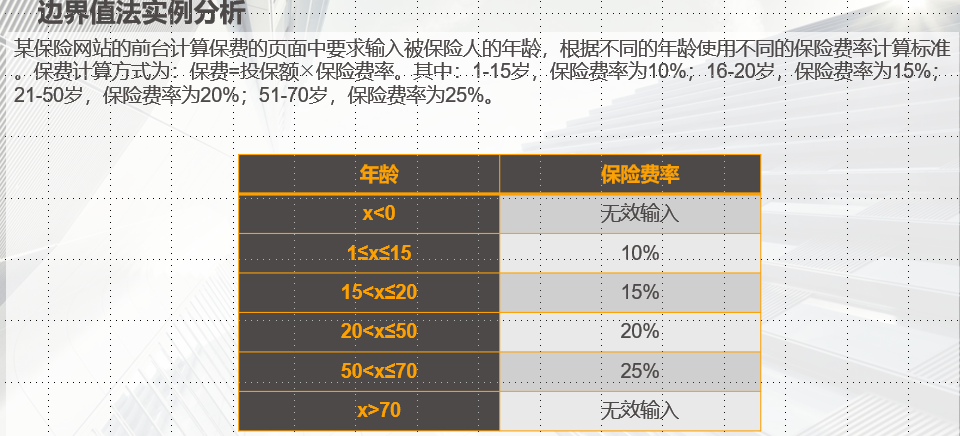 边界值法实例分析
某保险网站的前台计算保费的页面中要求输入被保险人的年龄，根据不同的年龄使用不同的保险费率计算标准
。保费计算方式为：保费=投保额×保险费率。其中：1-15岁，保险费率为10%；16-20岁，保险费率为15%；
21-50岁，保险费率为20%；51-70岁，保险费率为25%。
年龄 保险费率
x<0 无效输入
1≤x≤15 10%
15<x≤20 15%
20<x≤50 20%
50<x≤70 25%
x>70 无效输入